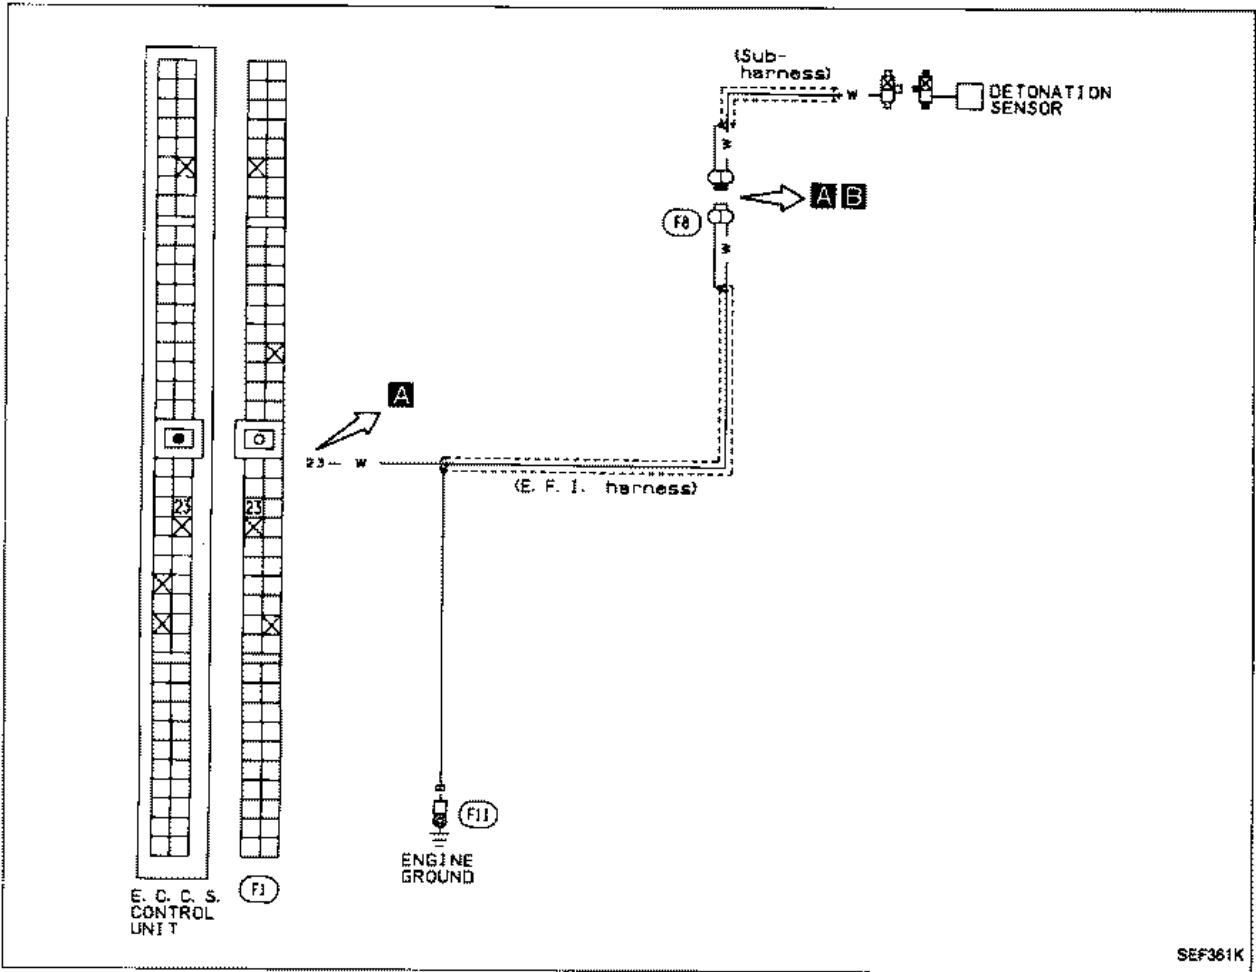 (Sub-
harness)
W
DETONATION
SENSOR
W
A B
F8
W
A
23
W
(E. F. I. harness)
23
23
B
F11
ENGINE
GROUND
E. C. C. S.
CONTROL
UNIT
F1
SEF361K